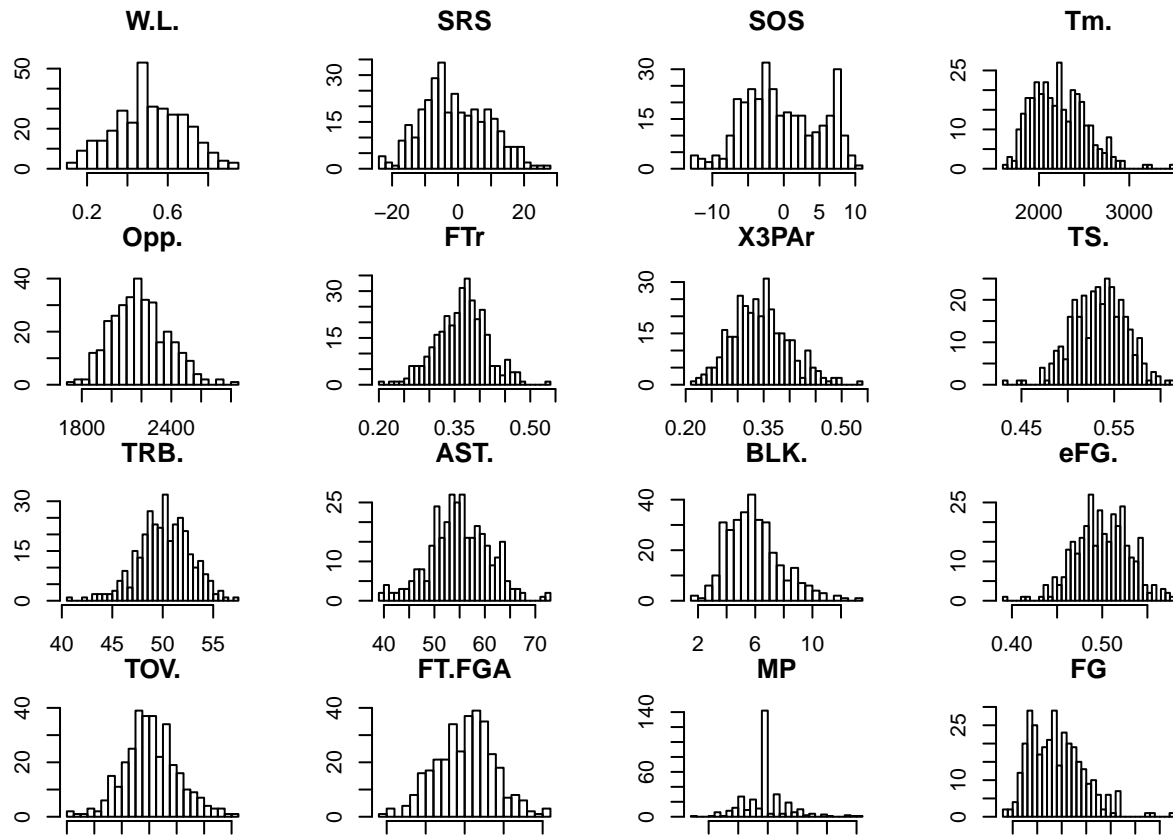 W.L. SRS SOS Tm.
0 20 50
0 15 30
0 15 30
0 10 25
0.2 0.6
−20 0 20
−10 0 5 10
2000 3000
Opp. FTr X3PAr TS.
0 20 40
0 15 30
0 15 30
0 10 20
1800 2400
0.20 0.35 0.50
0.20 0.35 0.50
0.45 0.55
TRB. AST. BLK. eFG.
0 15 30
0 10 25
0 20 40
0 10 25
40 45 50 55
40 50 60 70
2 6 10
0.40 0.50
TOV. FT.FGA MP FG
0 20 40
0 20 40
0 60 140
0 10 25